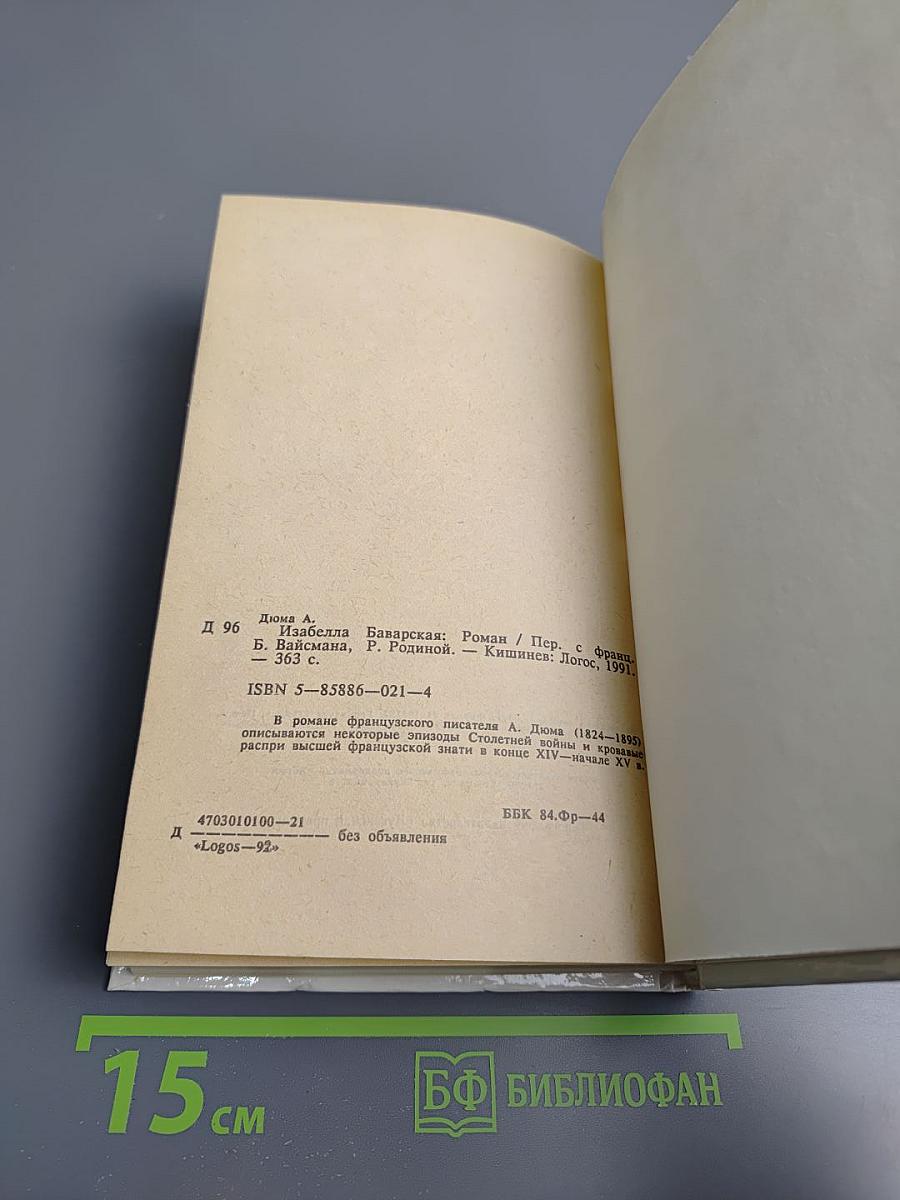 Дюма А.
Д 96
Изабелла Баварская: Роман / Пер. с франц.
Б. Вайсмана, Р. Родиной. — Кишинев: Логос, 1991.
— 363 с.
ISBN 5—85886—021—4
В романе французского писателя А. Дюма (1824—1895)
описываются некоторые эпизоды Столетней войны и кровавые
распри высшей французской знати в конце XIV—начале XV в.
4703010100—21
ББК 84.Фр—44
Д —————————— без объявления
«Logos—92»
15 см
БФ БИБЛИОФАН